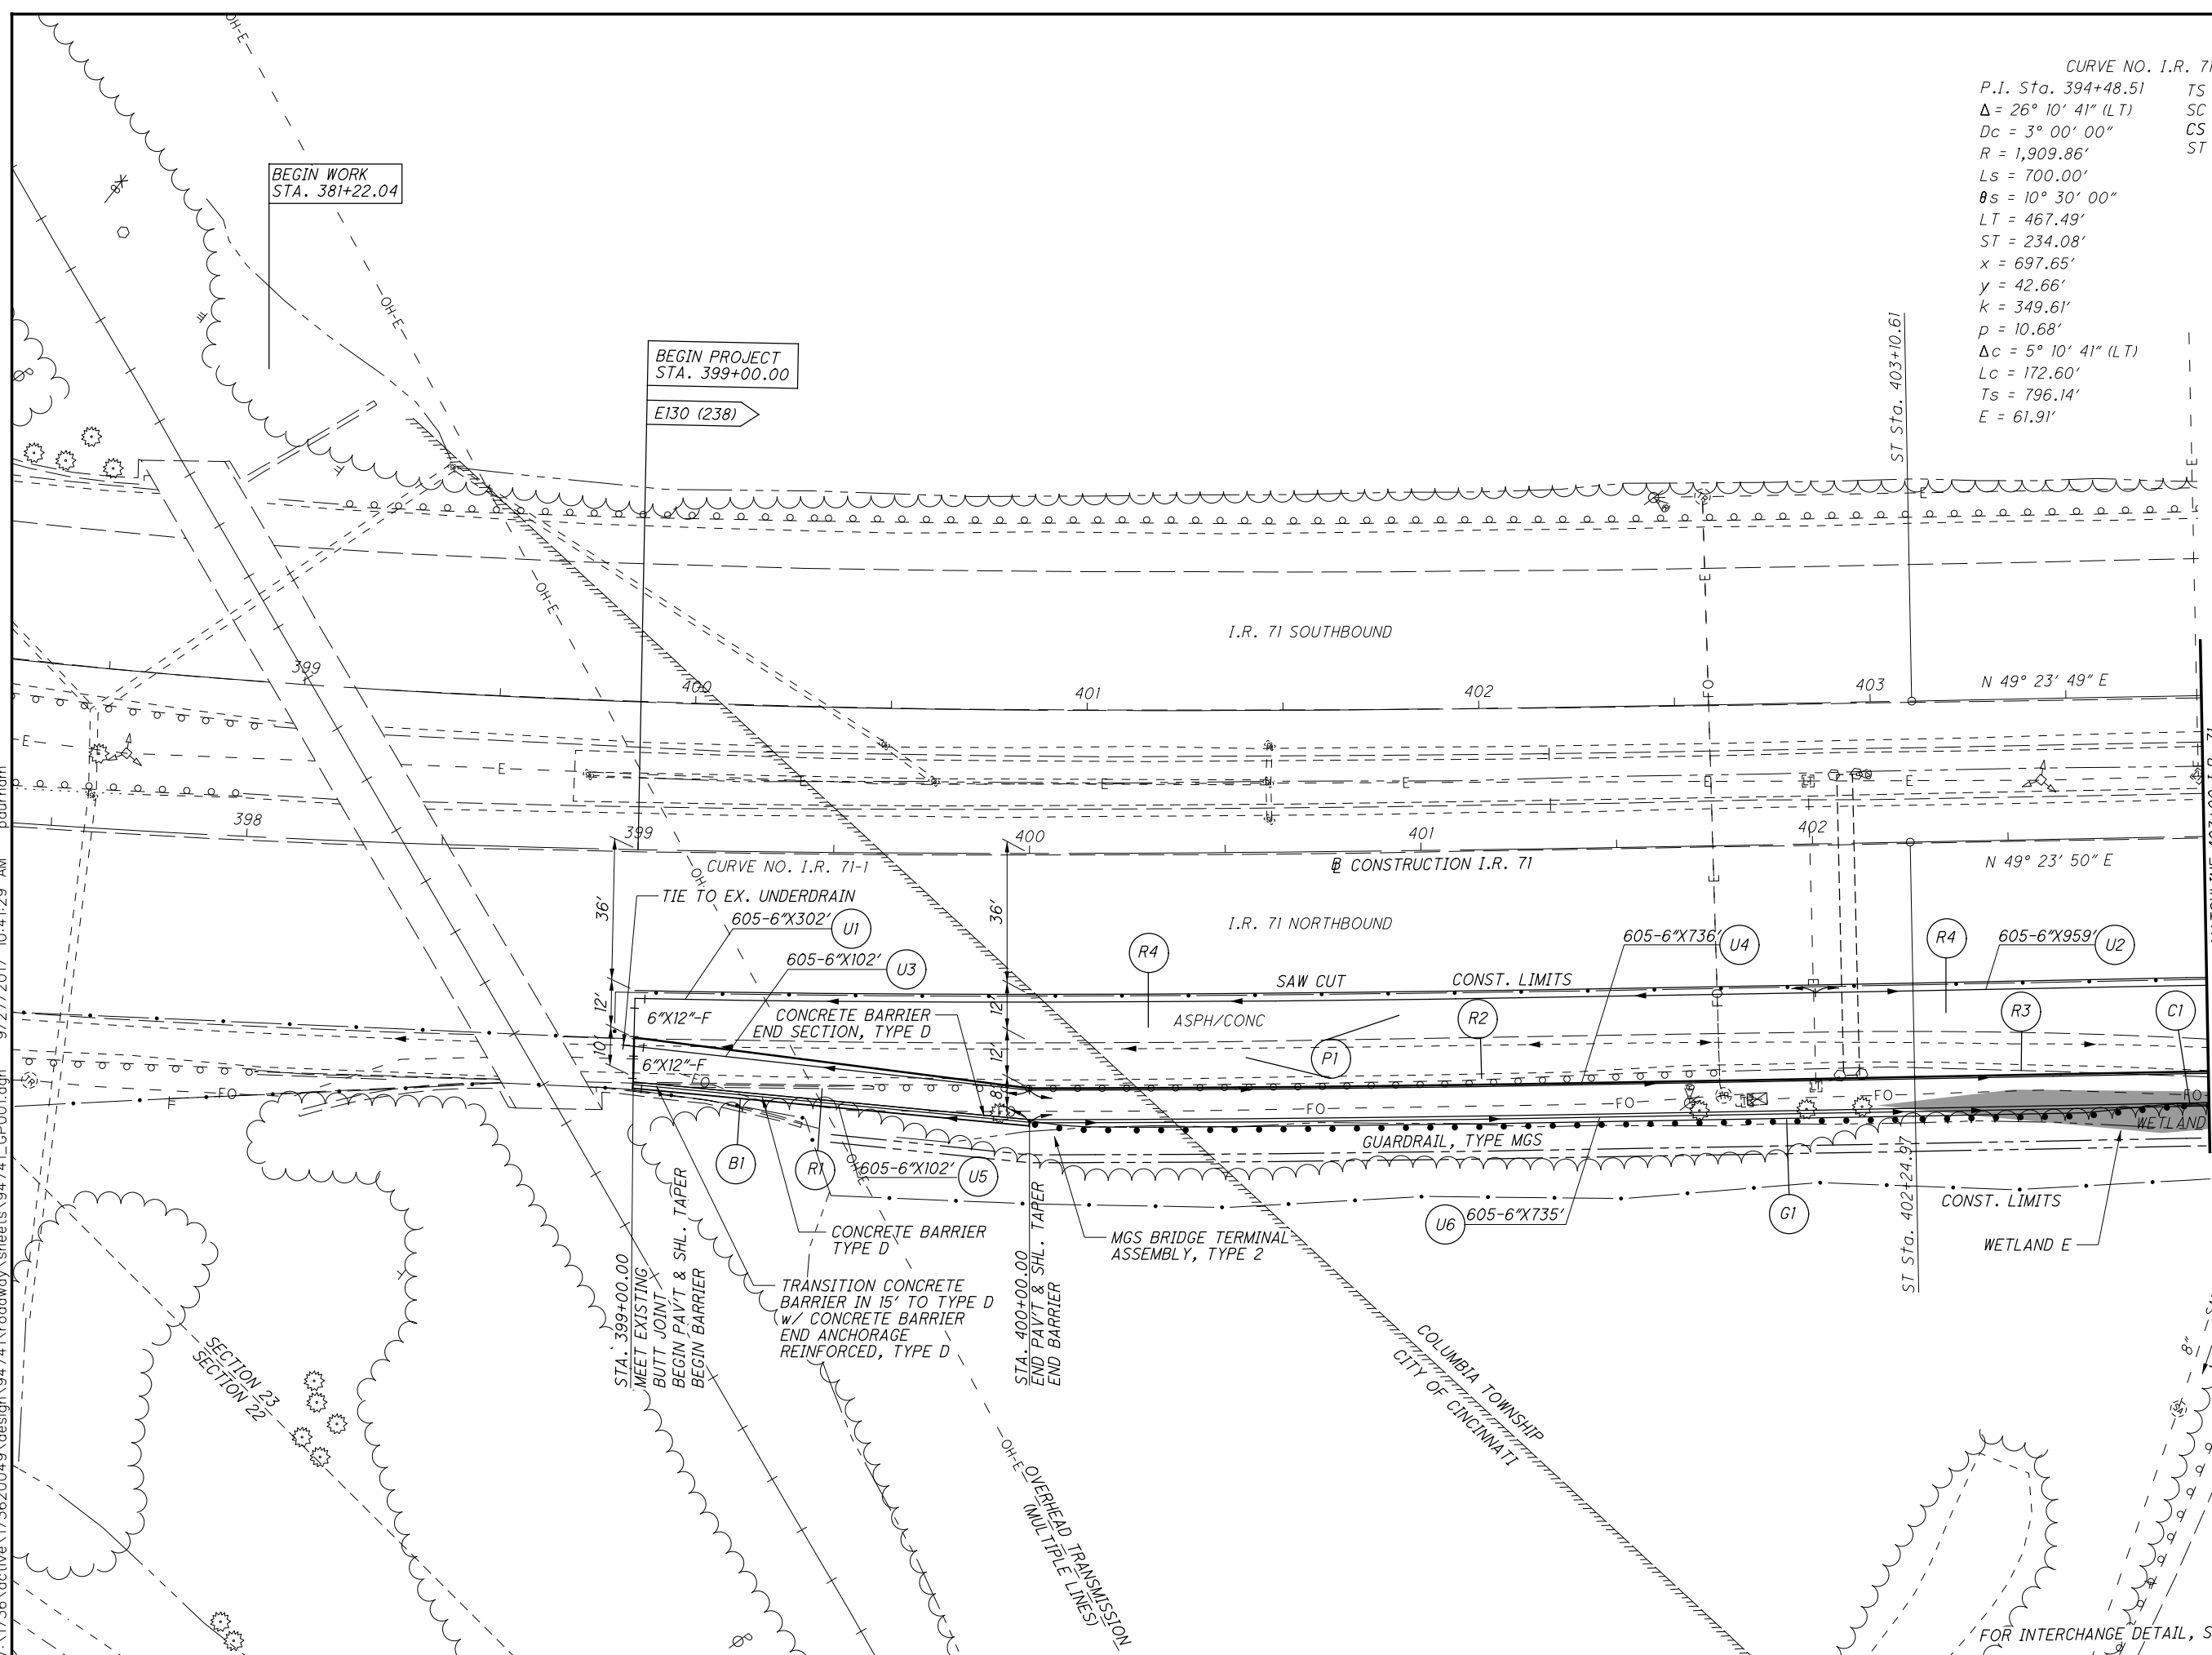 CURVE NO. I.R. 71
P.I. Sta. 394+48.51 TS
Δ = 26° 10' 41" (LT) SC
Dc = 3° 00' 00" CS
R = 1,909.86' ST
Ls = 700.00'
θs = 10° 30' 00"
LT = 467.49'
ST = 234.08'
x = 697.65'
y = 42.66'
k = 349.61'
p = 10.68'
Δc = 5° 10' 41" (LT)
Lc = 172.60'
Ts = 796.14'
E = 61.91'
OH-E
BEGIN WORK
STA. 381+22.04
OH-E
BEGIN PROJECT
STA. 399+00.00
E130 (238)
ST Sta. 403+10.61
E
E
OH-E
E
I.R. 71 SOUTHBOUND
399
400
401
402
403
N 49° 23' 49" E
E
E
E
E
E
E
398
399
400
401
402
CURVE NO. I.R. 71-1
OH-
℄ CONSTRUCTION I.R. 71
N 49° 23' 50" E
36'
TIE TO EX. UNDERDRAIN
605-6"X302' U1
36'
I.R. 71 NORTHBOUND
R4
605-6"X736' U4
R4
605-6"X959' U2
605-6"X102' U3
SAW CUT
CONST. LIMITS
12'
12'
6"X12"-F
CONCRETE BARRIER
END SECTION, TYPE D
ASPH/CONC
R2
R3
C1
10'
12'
P1
6"X12"-F
FO
FO
8'
FO
FO
FO
FO
WETLAND
GUARDRAIL, TYPE MGS
B1
R1
605-6"X102' U5
U6 605-6"X735'
G1
CONST. LIMITS
ST Sta. 402+24.97
WETLAND E
CONCRETE BARRIER
TYPE D
MGS BRIDGE TERMINAL
ASSEMBLY, TYPE 2
TRANSITION CONCRETE
BARRIER IN 15' TO TYPE D
w/ CONCRETE BARRIER
END ANCHORAGE
REINFORCED, TYPE D
STA. 399+00.00
MEET EXISTING
BUTT JOINT
BEGIN PAV'T & SHL. TAPER
BEGIN BARRIER
STA. 400+00.00
END PAV'T & SHL. TAPER
END BARRIER
SECTION 23
SECTION 22
COLUMBIA TOWNSHIP
CITY OF CINCINNATI
OH-E
OVERHEAD TRANSMISSION
(MULTIPLE LINES)
8"
SA
FOR INTERCHANGE DETAIL, S